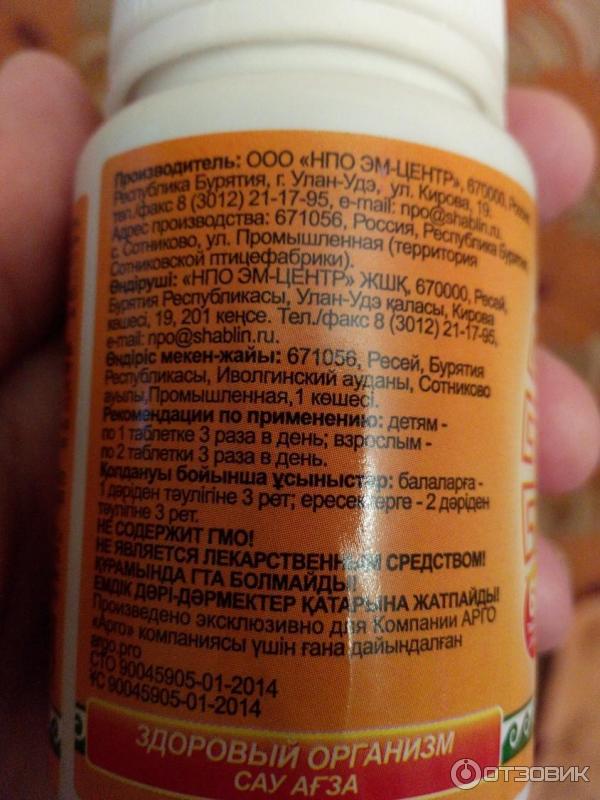 Производитель: ООО «НПО ЭМ-ЦЕНТР», 670000,
Республика Бурятия, г. Улан-Удэ, ул. Кирова, 19.
тел./факс 8 (3012) 21-17-95, e-mail: npo@shablin.ru.
Адрес производства: 671056, Россия, Республика Бурятия
с. Сотниково, ул. Промышленная (территория
Сотниковской птицефабрики).
Өндіруші: «НПО ЭМ-ЦЕНТР» ЖШҚ, 670000, Ресей,
Бурятия Республикасы, Улан-Удэ қаласы, Кирова
көшесі, 19, 201 кеңсе. Тел./факс 8 (3012) 21-17-95,
e-mail: npo@shablin.ru.
Өндіріс мекен-жайы: 671056, Ресей, Бурятия
Республикасы, Иволгинский ауданы, Сотниково
ауылы,Промышленная,1 көшесі.
Рекомендации по применению: детям -
по 1 таблетке 3 раза в день; взрослым -
по 2 таблетки 3 раза в день.
Қолдануы бойынша ұсыныстер: балаларға -
1 дәріден тәулігіне 3 рет; ересектерге - 2 дәріден
тәулігіне 3 рет.
НЕ СОДЕРЖИТ ГМО!
НЕ ЯВЛЯЕТСЯ ЛЕКАРСТВЕННЫМ СРЕДСТВОМ!
ҚҰРАМЫНДА ГТА БОЛМАЙДЫ!
ЕМДІК ДӘРІ-ДӘРМЕКТЕР ҚАТАРЫНА ЖАТПАЙДЫ!
Произведено эксклюзивно для Компании АРГО
«Арго» компаниясы үшін ғана дайындалған
argo.pro
СТО 90045905-01-2014
ҰС 90045905-01-2014
ЗДОРОВЫЙ ОРГАНИЗМ
САУ АҒЗА
ОТЗОВИК